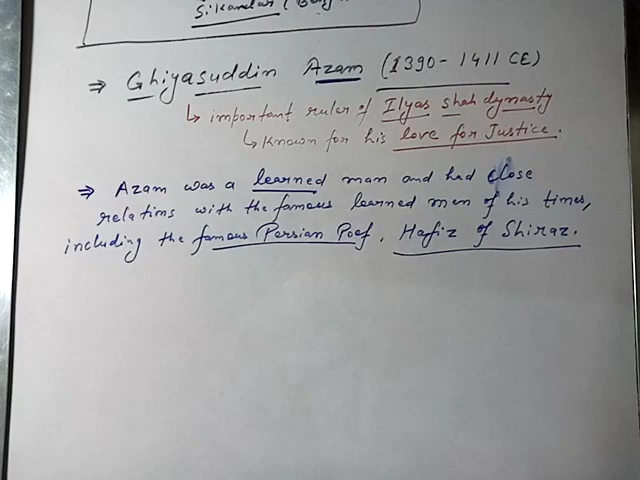 Sikandar (Beng
⇒ Ghiyasuddin Azam (1390 - 1411 CE)
↳ important ruler of Ilyas shah dynasty
↳ Known for his love for Justice.
⇒ Azam was a learned man and had close
relations with the famous learned men of his times,
including the famous Persian Poet, Hafiz of Shiraz.